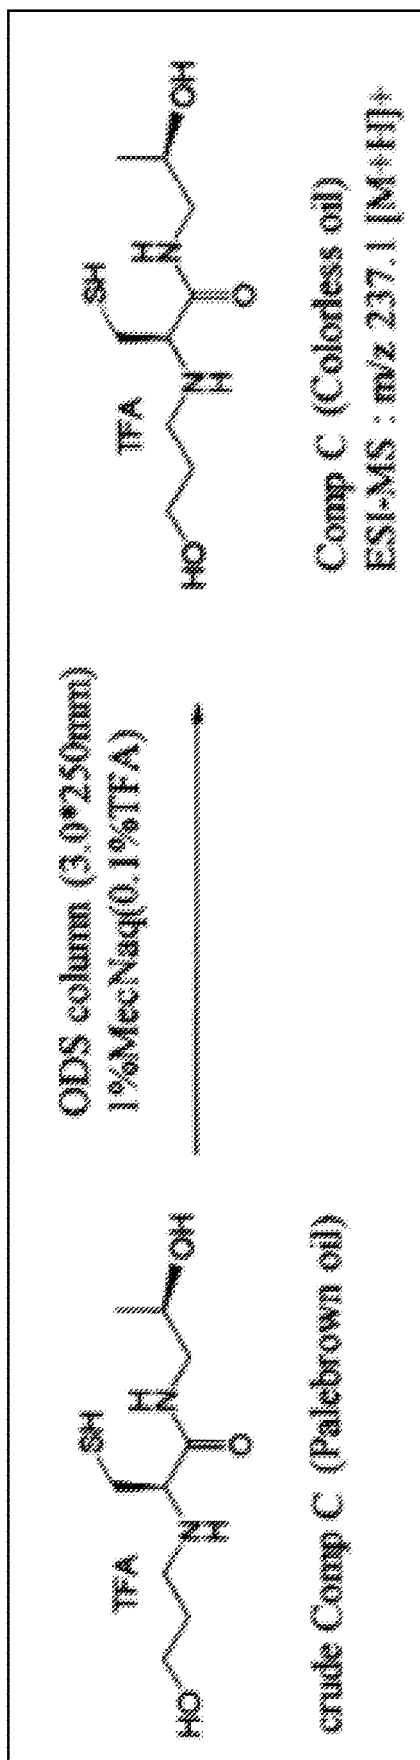 TFA
SH
H
N
HO
N
H
O
OH
crude Comp C (Palebrown oil)
ODS column (3.0*250mm)
1%MecNaq(0.1%TFA)
TFA
SH
H
N
HO
N
H
O
OH
Comp C (Colorless oil)
ESI-MS : m/z 237.1 [M+H]+